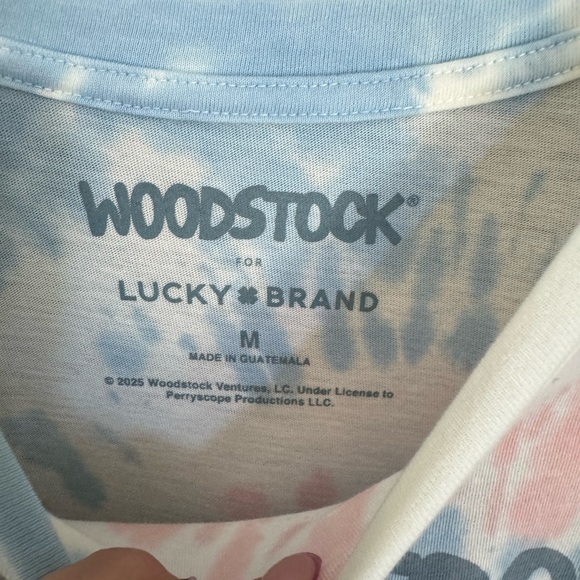 WOODSTOCK®
FOR
LUCKY BRAND
M
MADE IN GUATEMALA
© 2025 Woodstock Ventures, LC. Under License to
Perryscope Productions LLC.